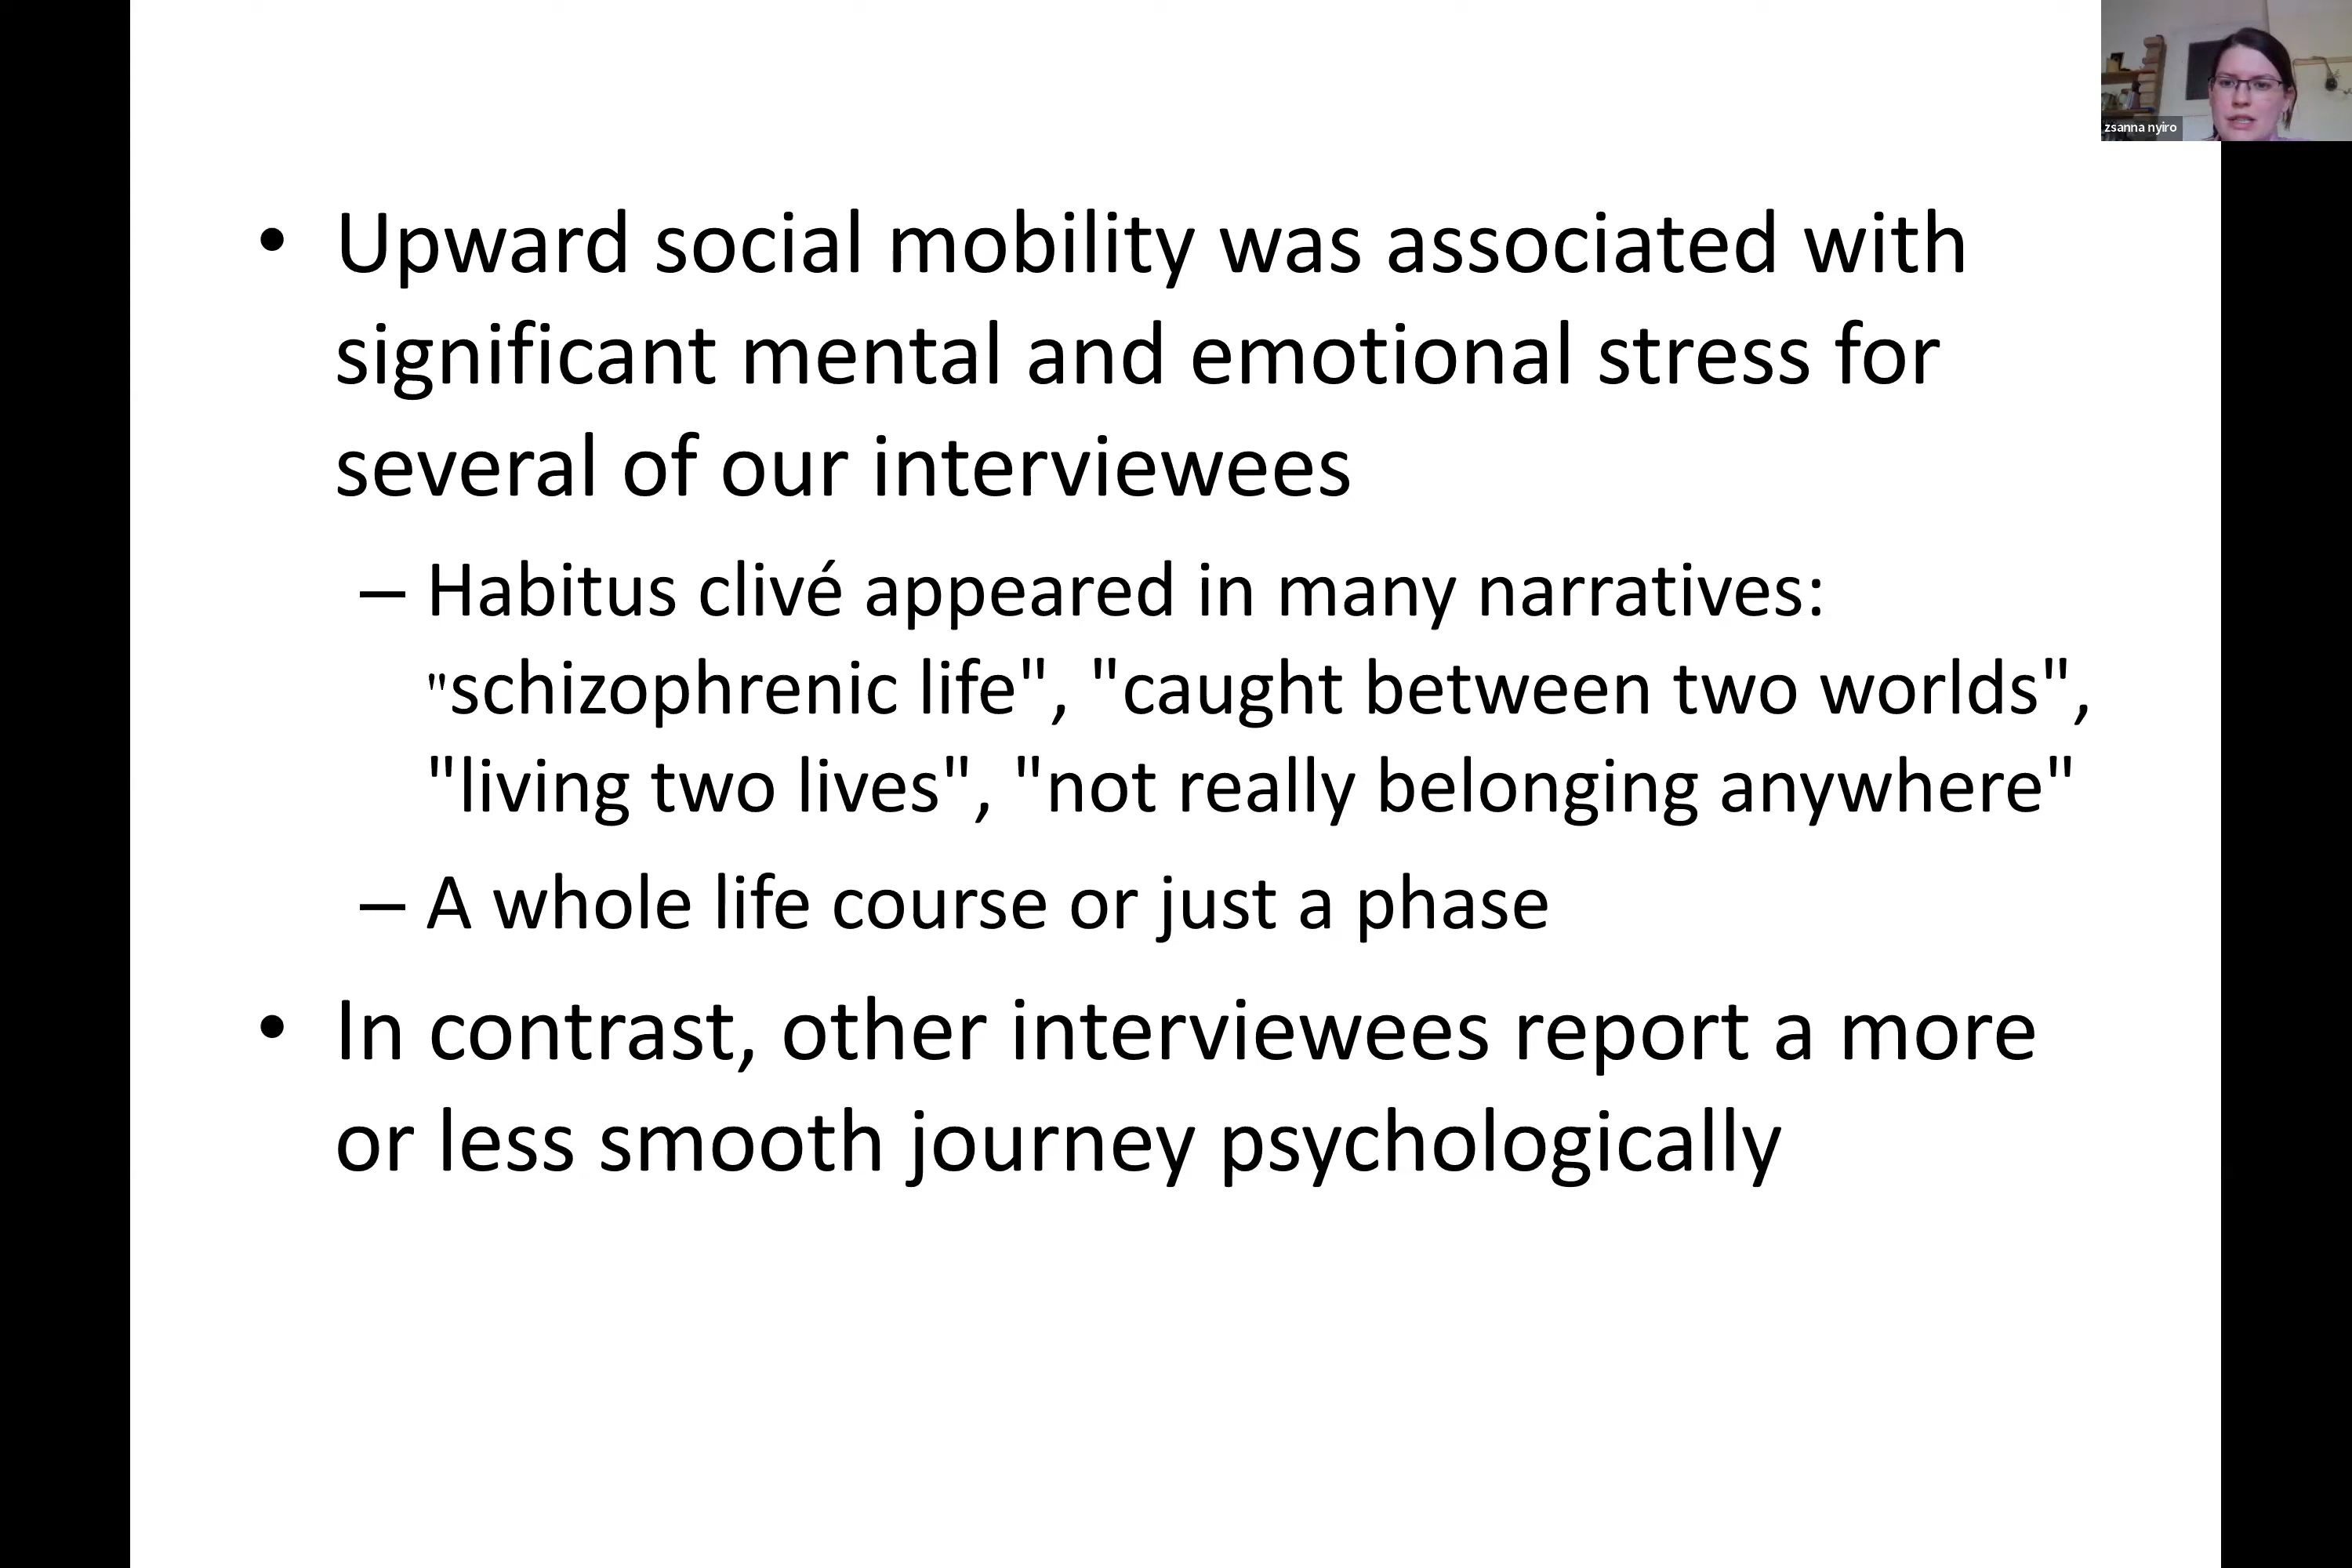 zsanna nyiro
• Upward social mobility was associated with
significant mental and emotional stress for
several of our interviewees
– Habitus clivé appeared in many narratives:
"schizophrenic life", "caught between two worlds",
"living two lives", "not really belonging anywhere"
– A whole life course or just a phase
• In contrast, other interviewees report a more
or less smooth journey psychologically